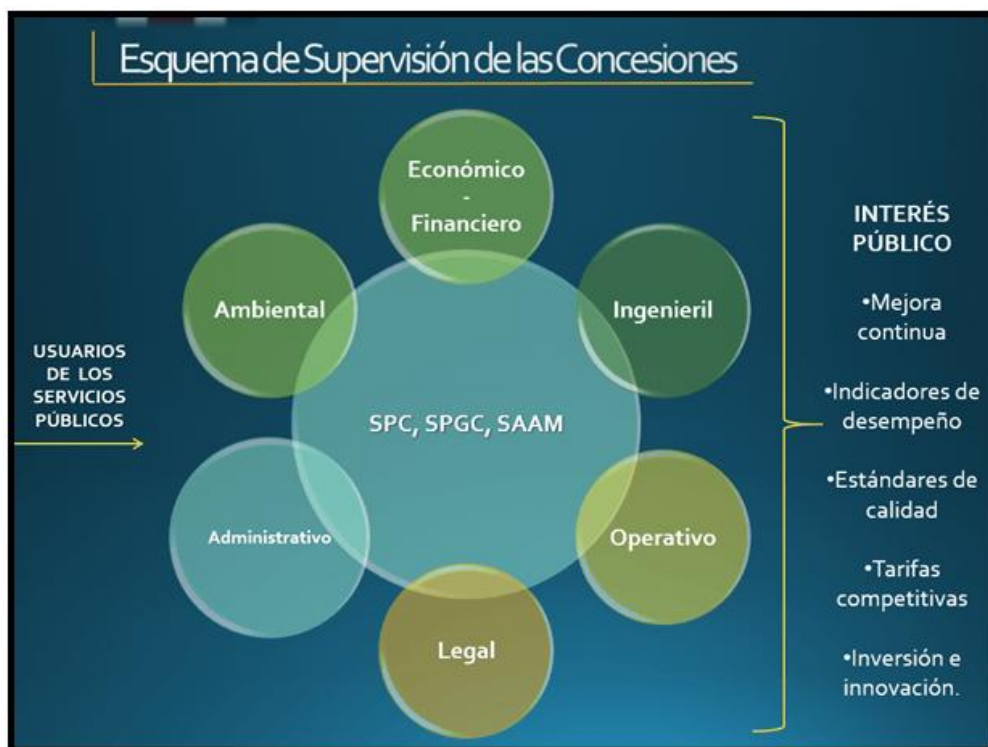 Esquema de Supervisión de las Concesiones
USUARIOS
DE LOS
SERVICIOS
PÚBLICOS
Económico
-
Financiero
Ambiental
Ingenieril
SPC, SPGC, SAAM
Administrativo
Operativo
Legal
INTERÉS
PÚBLICO
•Mejora
continua
•Indicadores de
desempeño
•Estándares de
calidad
•Tarifas
competitivas
•Inversión e
innovación.